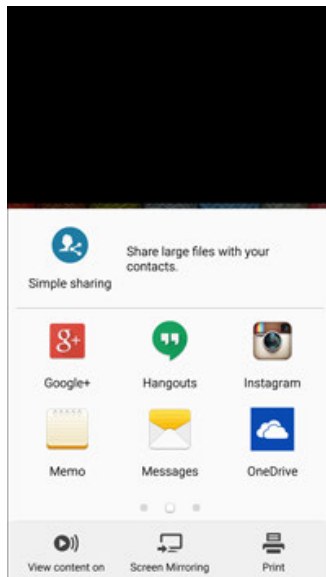 Share large files with your
contacts.
Simple sharing
8+
Google+
Hangouts
Instagram
Memo
Messages
OneDrive
View content on
Screen Mirroring
Print